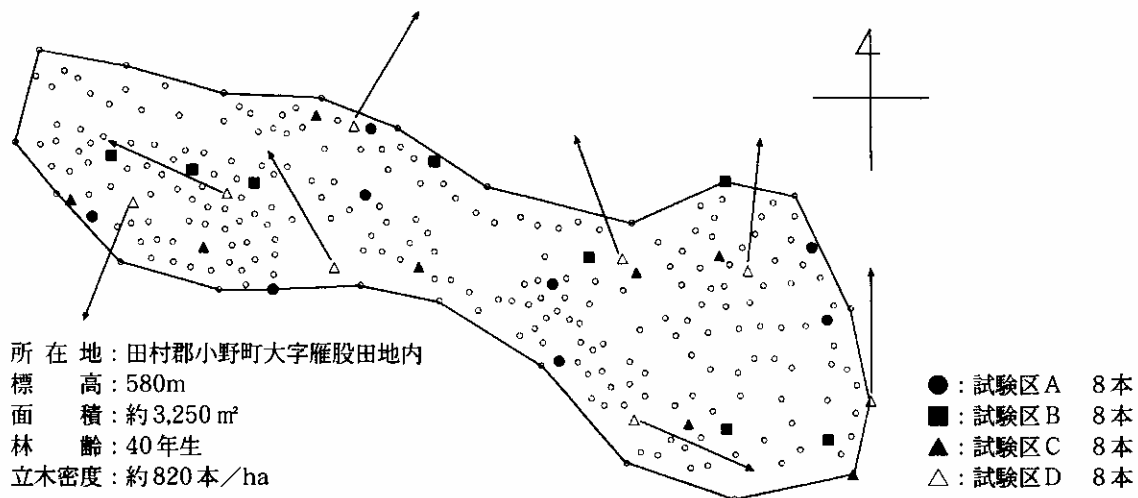 所在地：田村郡小野町大字雁股田地内
標高：580m
面積：約3,250㎡
林齢：40年生
立木密度：約820本／ha
●：試験区A 8本
■：試験区B 8本
▲：試験区C 8本
△：試験区D 8本